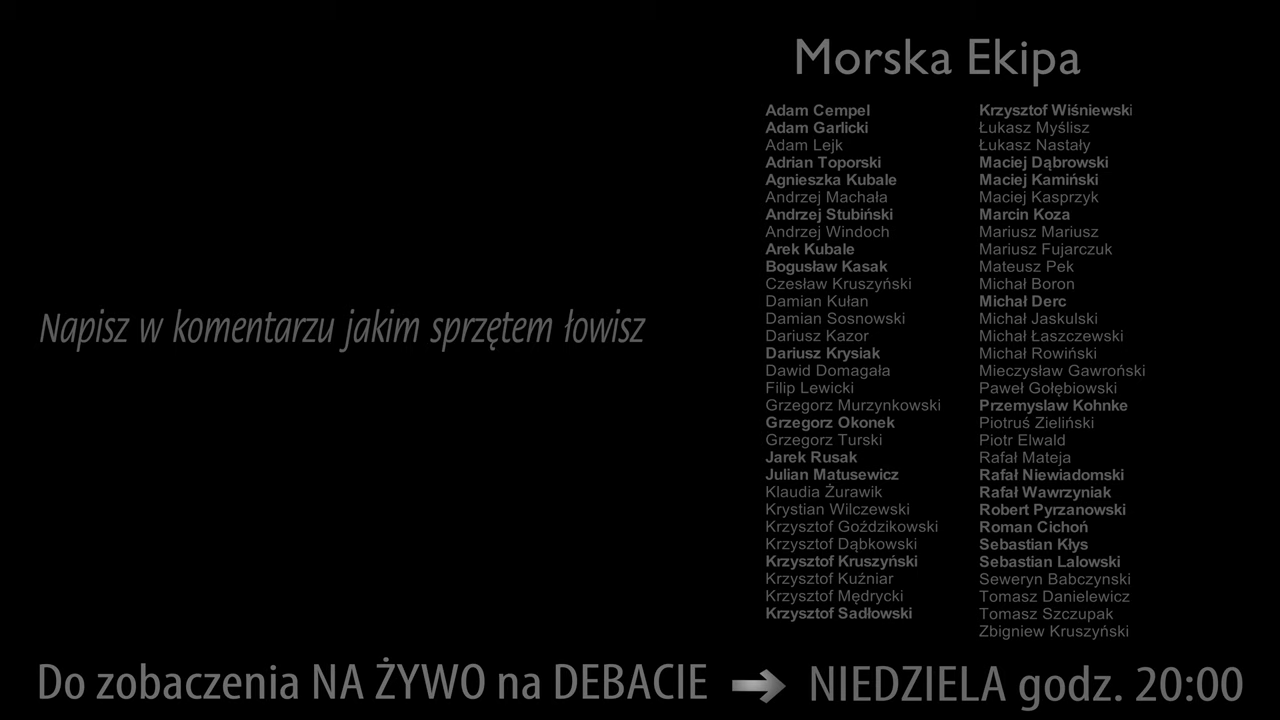 Morska Ekipa
Adam Cempel
Adam Garlicki
Adam Lejk
Adrian Toporski
Agnieszka Kubale
Andrzej Machała
Andrzej Stubiński
Andrzej Windoch
Arek Kubale
Bogusław Kasak
Czesław Kruszyński
Damian Kułan
Damian Sosnowski
Dariusz Kazor
Dariusz Krysiak
Dawid Domagała
Filip Lewicki
Grzegorz Murzynkowski
Grzegorz Okonek
Grzegorz Turski
Jarek Rusak
Julian Matusewicz
Klaudia Żurawik
Krystian Wilczewski
Krzysztof Goździkowski
Krzysztof Dąbkowski
Krzysztof Kruszyński
Krzysztof Kuźniar
Krzysztof Mędrycki
Krzysztof Sadłowski
Krzysztof Wiśniewski
Łukasz Myślisz
Łukasz Nastały
Maciej Dąbrowski
Maciej Kamiński
Maciej Kasprzyk
Marcin Koza
Mariusz Mariusz
Mariusz Fujarczuk
Mateusz Pek
Michał Boron
Michał Derc
Michał Jaskulski
Michał Łaszczewski
Michał Rowiński
Mieczysław Gawroński
Paweł Gołębiowski
Przemyslaw Kohnke
Piotruś Zieliński
Piotr Elwald
Rafał Mateja
Rafał Niewiadomski
Rafał Wawrzyniak
Robert Pyrzanowski
Roman Cichoń
Sebastian Kłys
Sebastian Lalowski
Seweryn Babczynski
Tomasz Danielewicz
Tomasz Szczupak
Zbigniew Kruszyński
Napisz w komentarzu jakim sprzętem łowisz
Do zobaczenia NA ŻYWO na DEBACIE → NIEDZIELA godz. 20:00